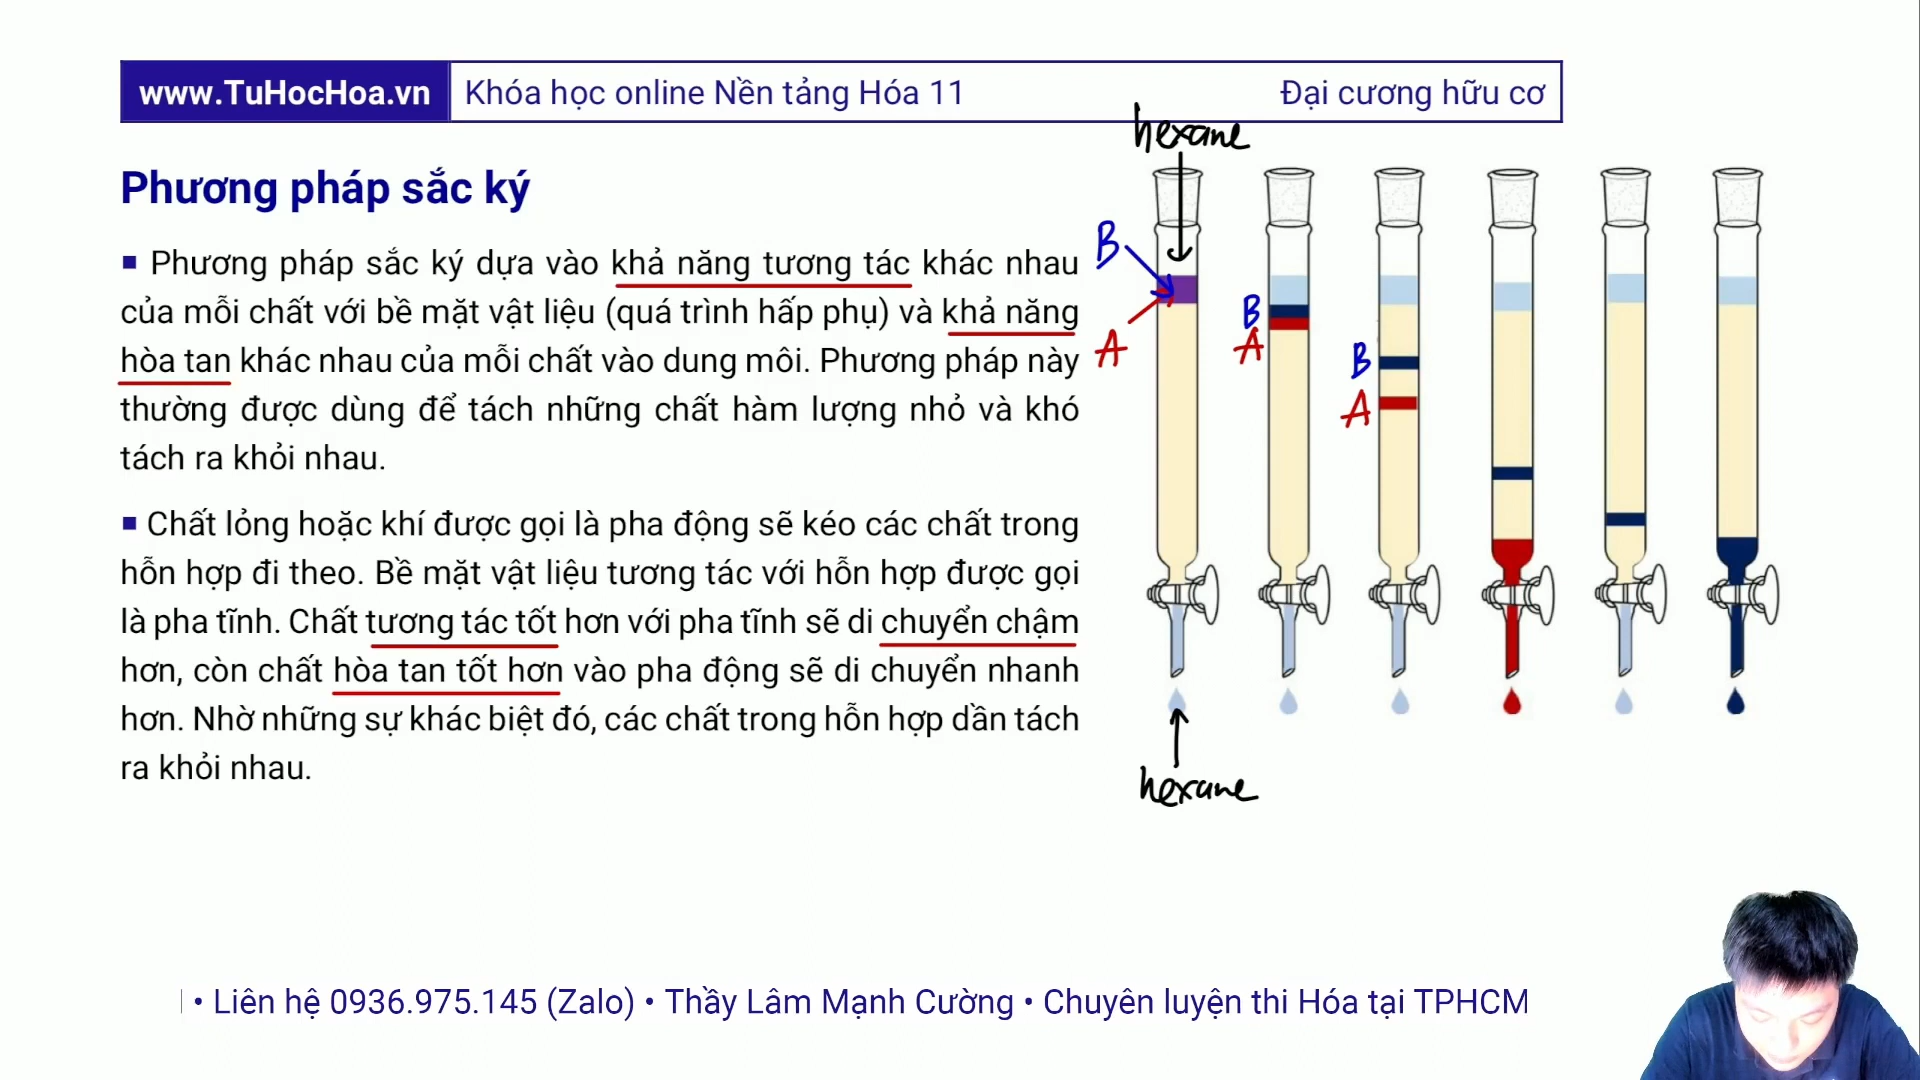 www.TuHocHoa.vn Khóa học online Nền tảng Hóa 11 Đại cương hữu cơ
Phương pháp sắc ký
▪ Phương pháp sắc ký dựa vào khả năng tương tác khác nhau
của mỗi chất với bề mặt vật liệu (quá trình hấp phụ) và khả năng
hòa tan khác nhau của mỗi chất vào dung môi. Phương pháp này
thường được dùng để tách những chất hàm lượng nhỏ và khó
tách ra khỏi nhau.
▪ Chất lỏng hoặc khí được gọi là pha động sẽ kéo các chất trong
hỗn hợp đi theo. Bề mặt vật liệu tương tác với hỗn hợp được gọi
là pha tĩnh. Chất tương tác tốt hơn với pha tĩnh sẽ di chuyển chậm
hơn, còn chất hòa tan tốt hơn vào pha động sẽ di chuyển nhanh
hơn. Nhờ những sự khác biệt đó, các chất trong hỗn hợp dần tách
ra khỏi nhau.
hexane
B
A
B
A
B
A
hexane
• Liên hệ 0936.975.145 (Zalo) • Thầy Lâm Mạnh Cường • Chuyên luyện thi Hóa tại TPHCM